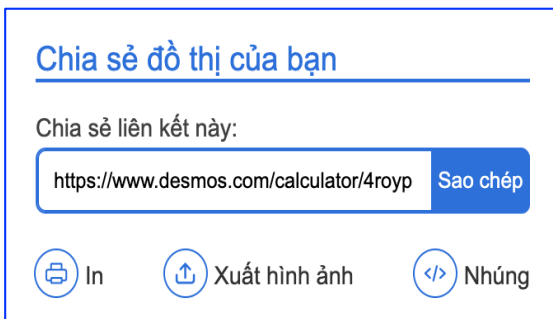 Chia sẻ đồ thị của bạn
Chia sẻ liên kết này:
https://www.desmos.com/calculator/4royp Sao chép
In Xuất hình ảnh </> Nhúng